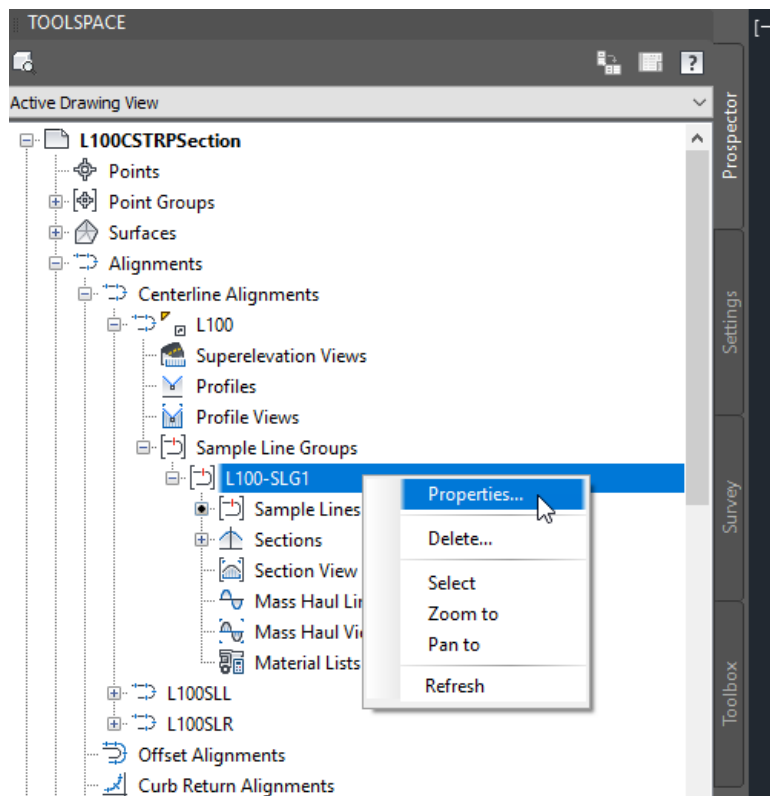 TOOLSPACE
[-
?
Active Drawing View
L100CSTRPSection
Points
Point Groups
Surfaces
Alignments
Centerline Alignments
L100
Superelevation Views
Profiles
Profile Views
Sample Line Groups
L100-SLG1
Properties...
Sample Lines
Delete...
Sections
Section View
Select
Mass Haul Lin
Zoom to
Mass Haul Vi
Pan to
Material Lists
Refresh
L100SLL
L100SLR
Offset Alignments
Curb Return Alignments
Prospector
Settings
Survey
Toolbox